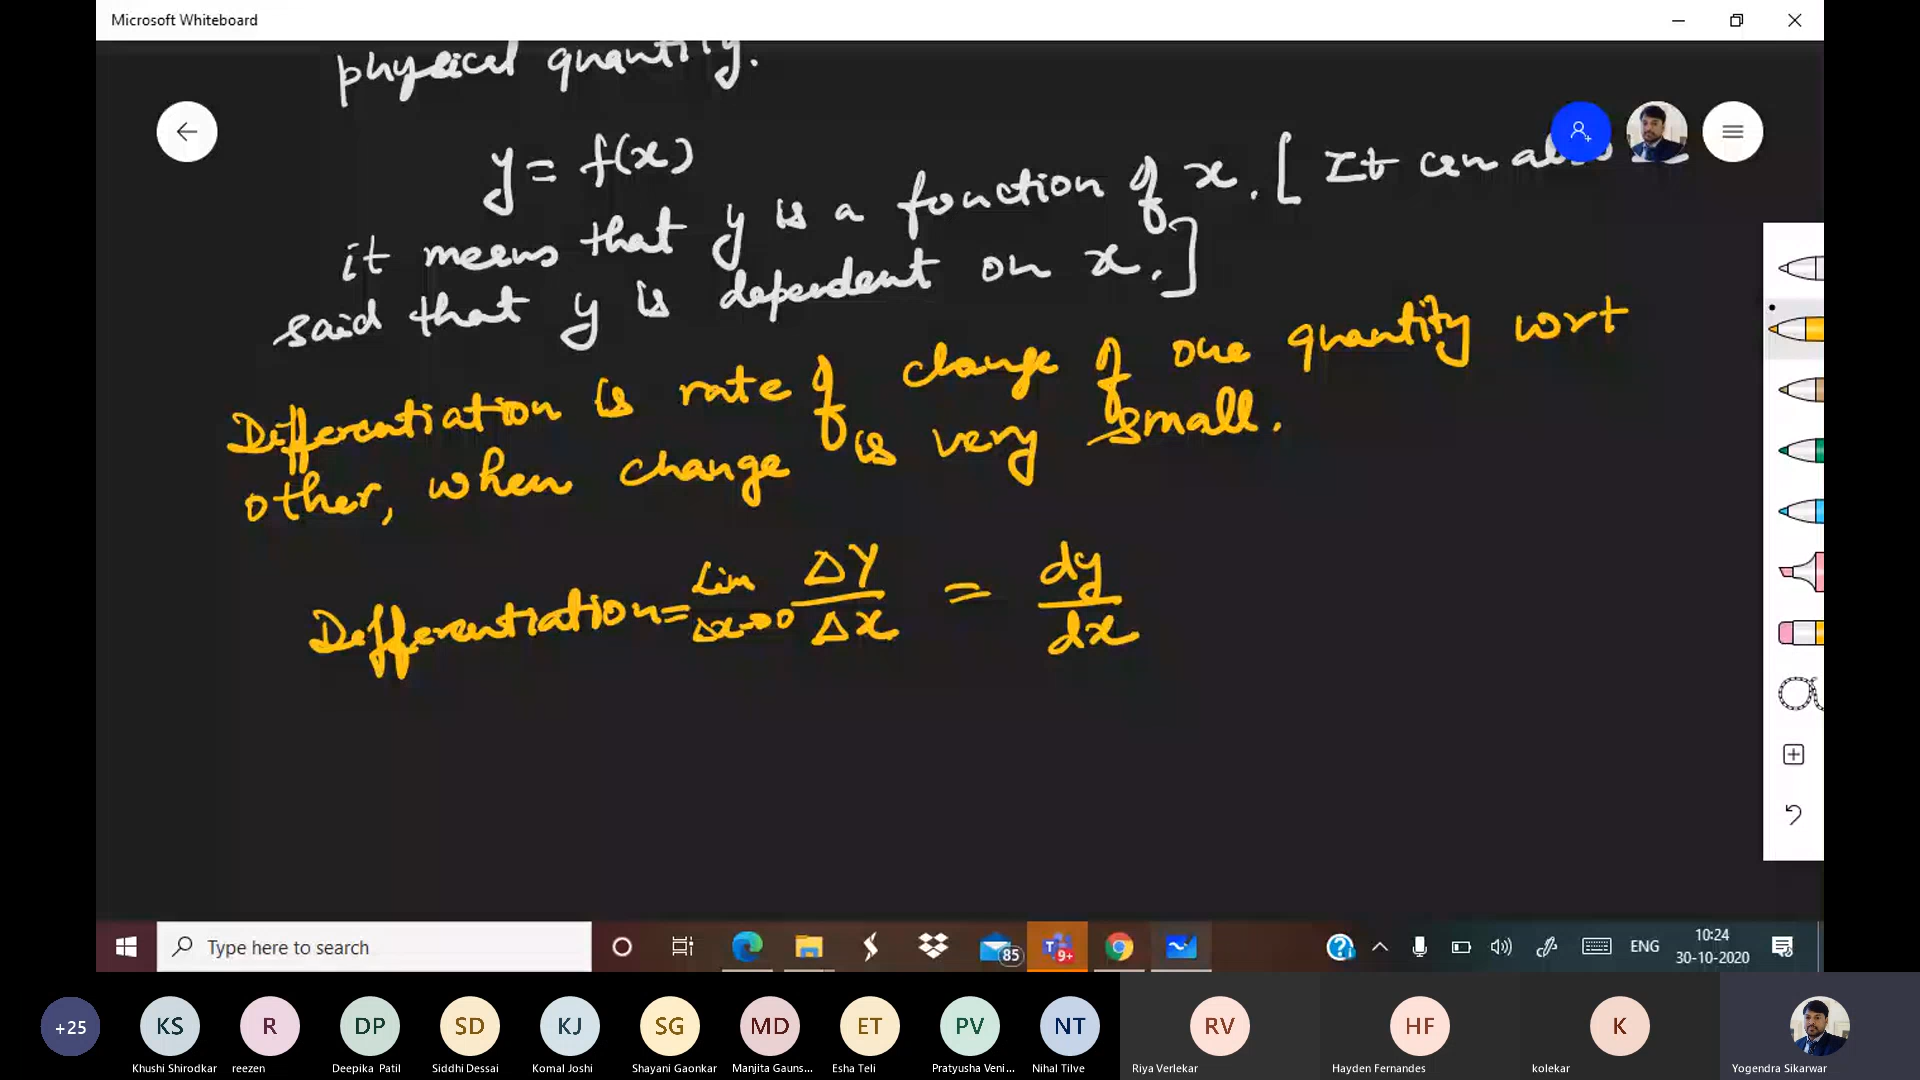 Microsoft Whiteboard
physical quantity.
y = f(x)
it means that y is a function of x. [ It can also
said that y is dependent on x.]
Differentiation is rate of change of one quantity wrt
other, when change is very small.
Differentiation = Lim Δx→0 ΔY/Δx = dy/dx
Type here to search
85
9+
ENG
10:24
30-10-2020
+25
KS
R
DP
SD
KJ
SG
MD
ET
PV
NT
RV
HF
K
Khushi Shirodkar
reezen
Deepika Patil
Siddhi Dessai
Komal Joshi
Shayani Gaonkar
Manjita Gauns...
Esha Teli
Pratyusha Veni...
Nihal Tilve
Riya Verlekar
Hayden Fernandes
kolekar
Yogendra Sikarwar